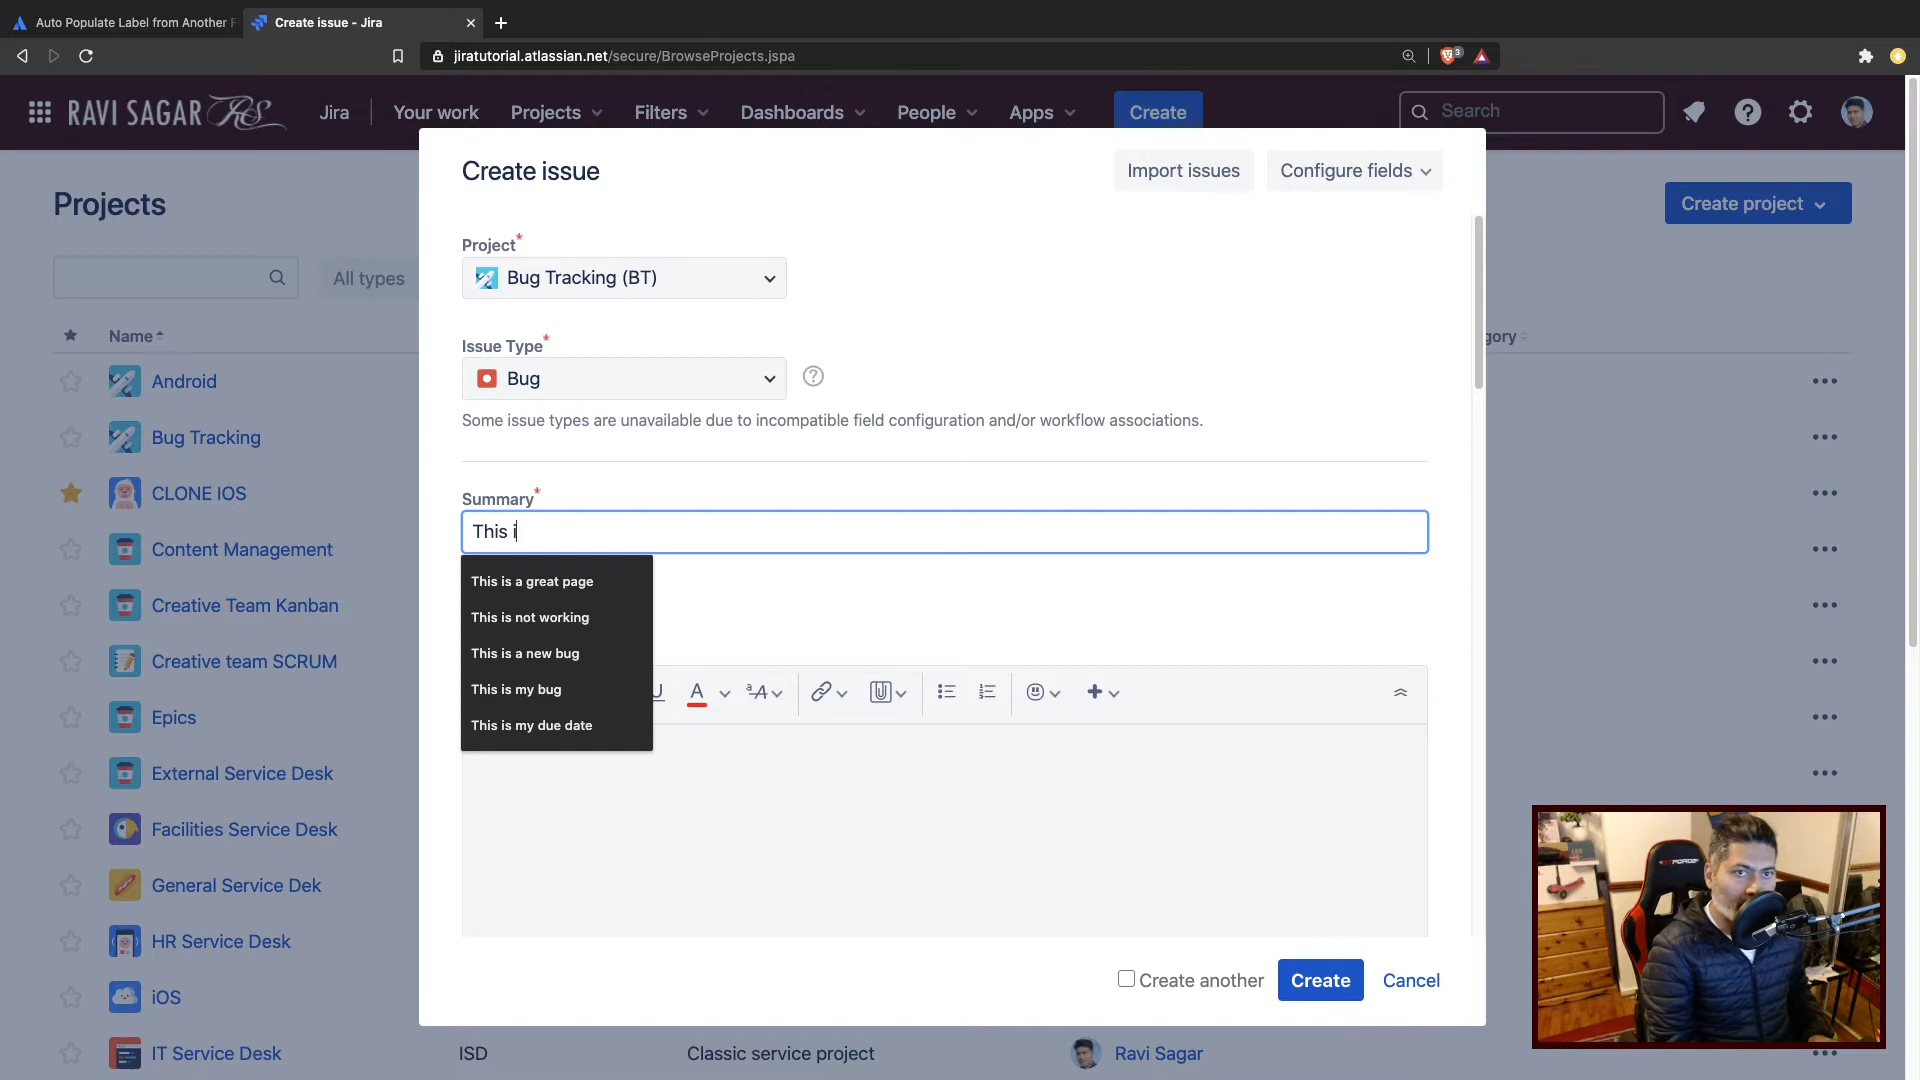 Auto Populate Label from Another F
Create issue - Jira
jiratutorial.atlassian.net/secure/BrowseProjects.jspa
3
RAVI SAGAR RS
Jira
Your work
Projects
Filters
Dashboards
People
Apps
Create
Search
Projects
Create project
All types
Name
gory
Android
Bug Tracking
CLONE IOS
Content Management
Creative Team Kanban
Creative team SCRUM
Epics
External Service Desk
Facilities Service Desk
General Service Dek
HR Service Desk
iOS
IT Service Desk
ISD
Classic service project
Ravi Sagar
Create issue
Import issues
Configure fields
Project*
Bug Tracking (BT)
Issue Type*
Bug
Some issue types are unavailable due to incompatible field configuration and/or workflow associations.
Summary*
This i
This is a great page
This is not working
This is a new bug
This is my bug
This is my due date
Create another
Create
Cancel
GTFORCE